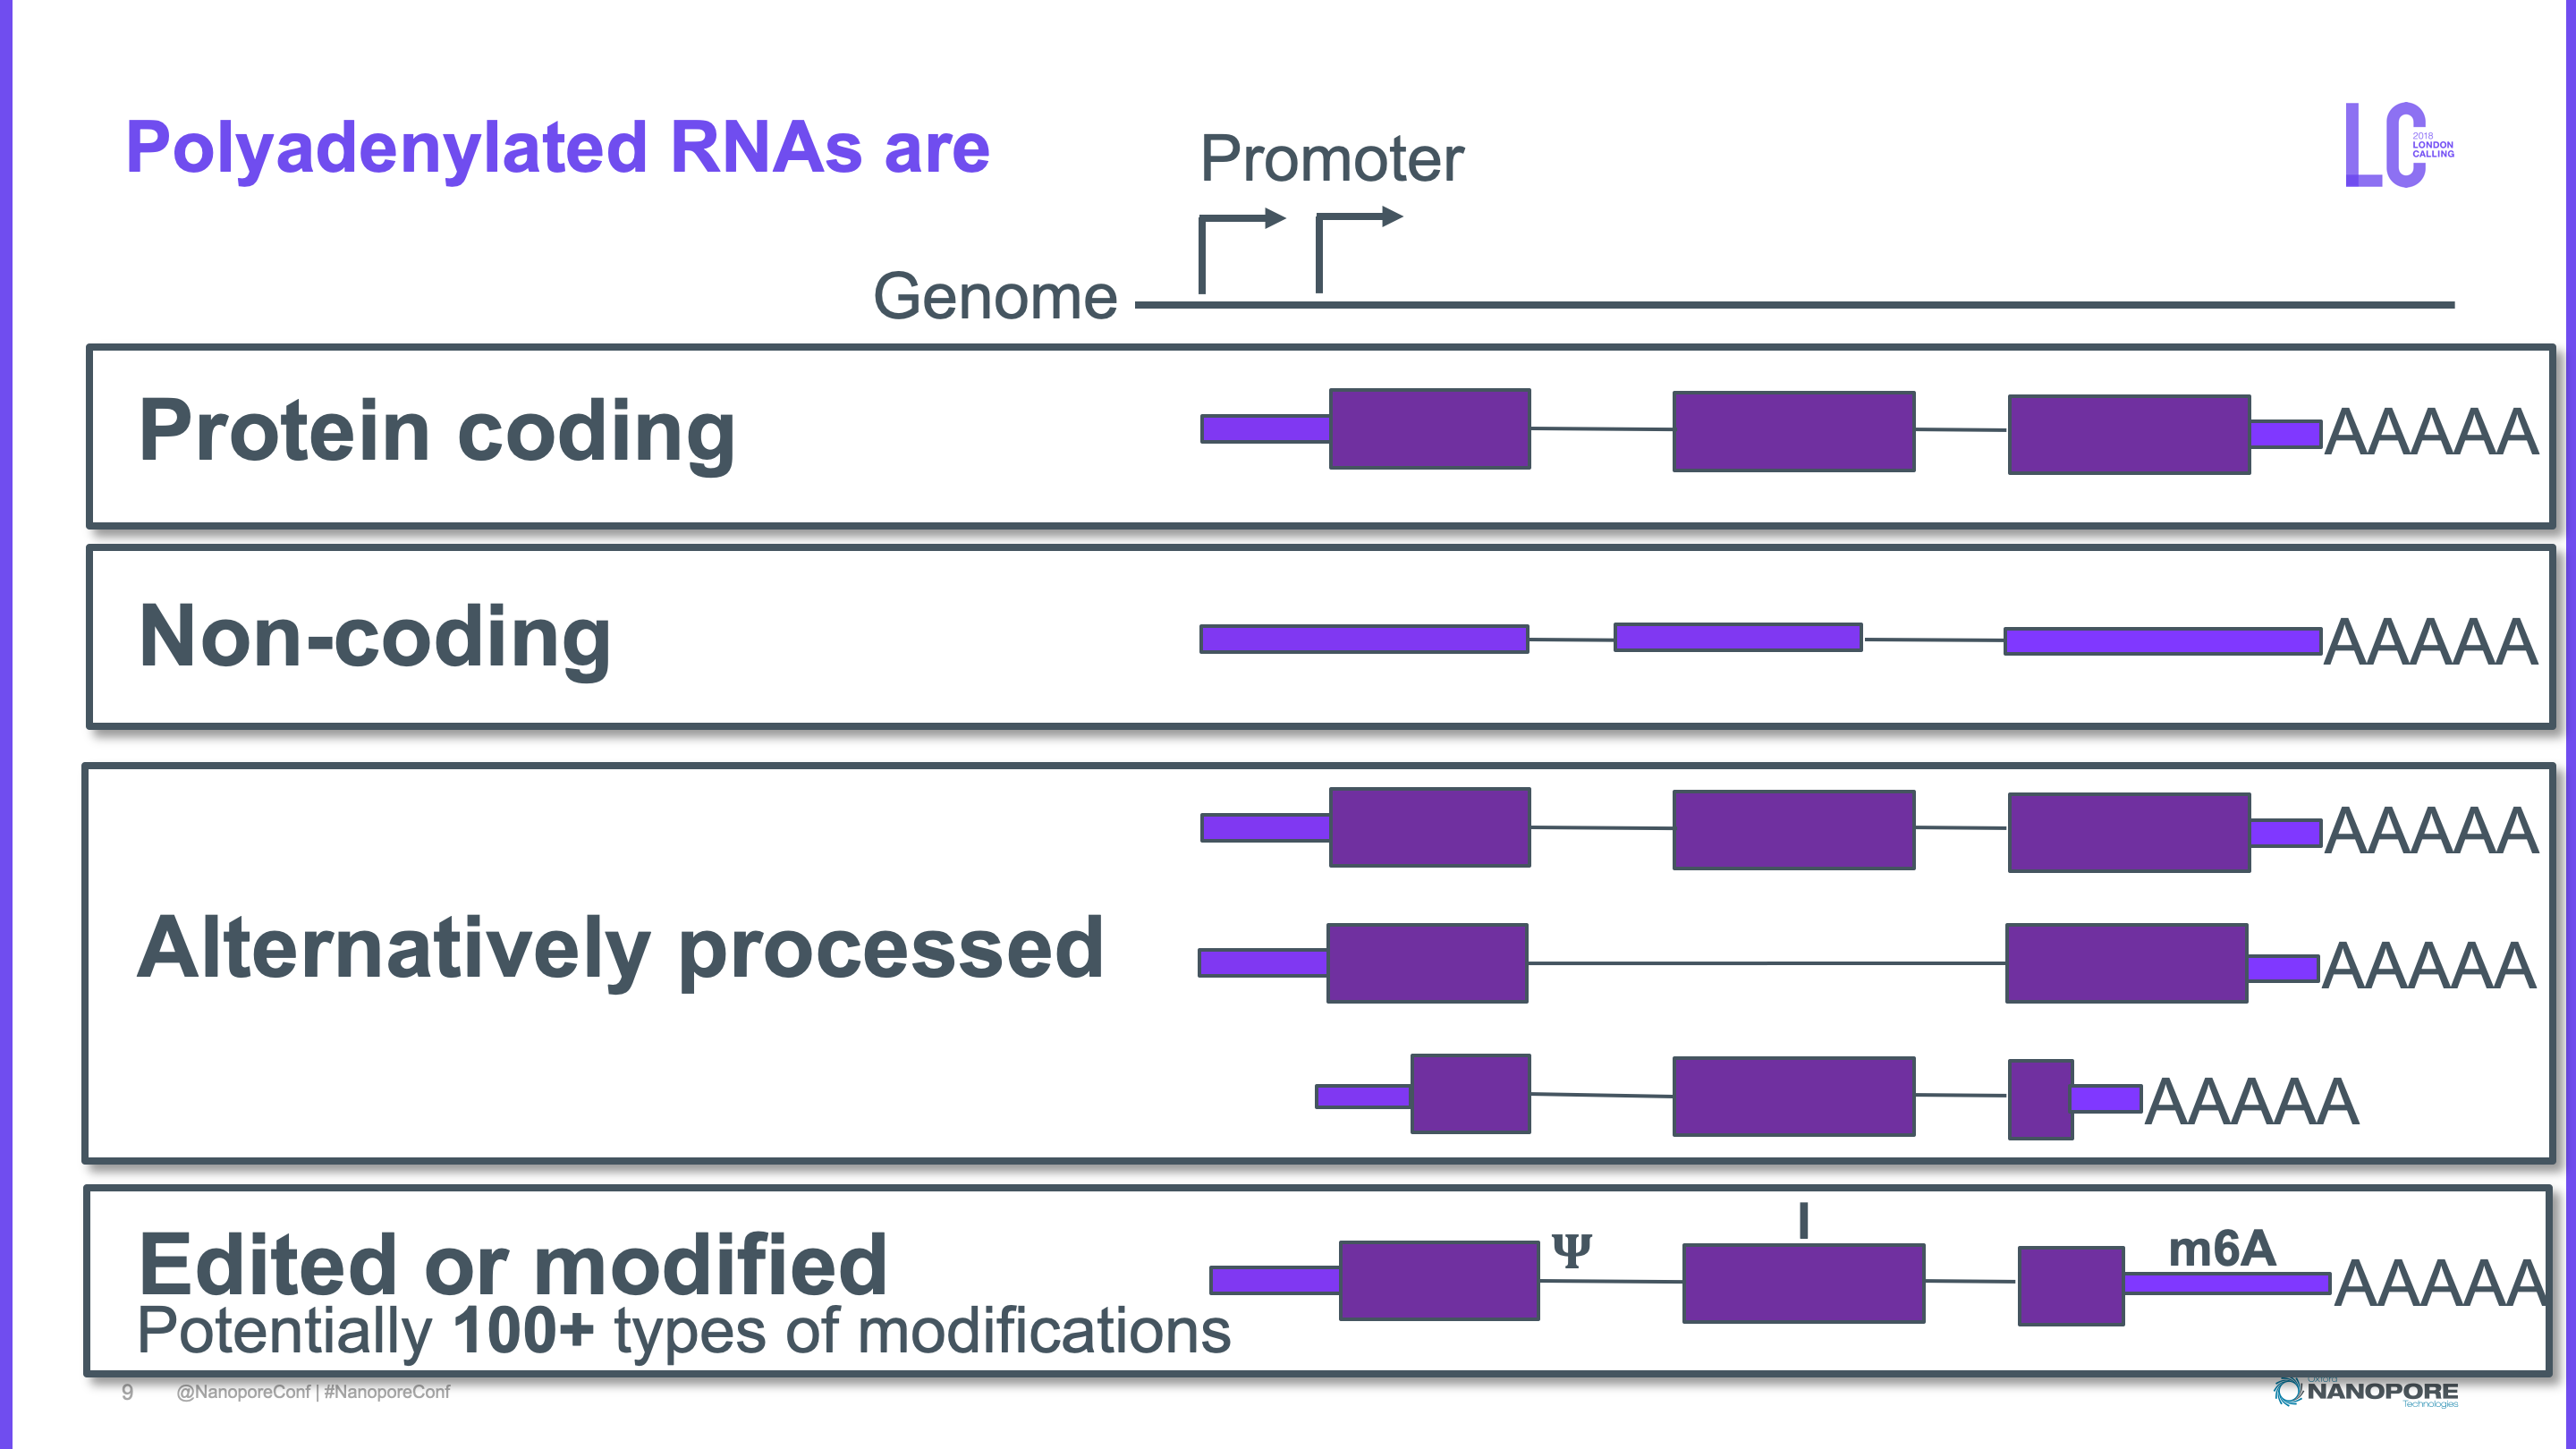 Polyadenylated RNAs are
Promoter
LC
2018
LONDON
CALLING
Genome
Protein coding
AAAAA
Non-coding
AAAAA
Alternatively processed
AAAAA
AAAAA
AAAAA
Edited or modified
Ψ
I
m6A
AAAAA
Potentially 100+ types of modifications
9
@NanoporeConf | #NanoporeConf
Oxford
NANOPORE
Technologies